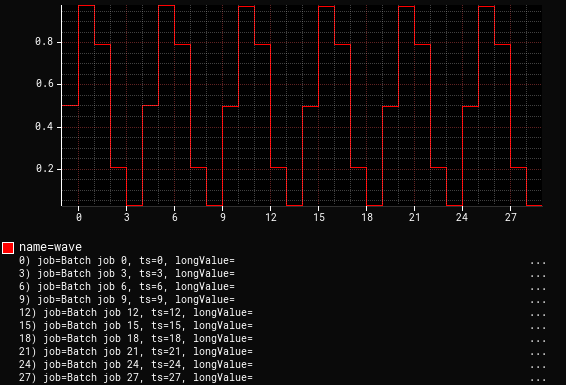 0.8
0.6
0.4
0.2
0 3 6 9 12 15 18 21 24 27
name=wave
0) job=Batch job 0, ts=0, longValue= ...
3) job=Batch job 3, ts=3, longValue= ...
6) job=Batch job 6, ts=6, longValue= ...
9) job=Batch job 9, ts=9, longValue= ...
12) job=Batch job 12, ts=12, longValue= ...
15) job=Batch job 15, ts=15, longValue= ...
18) job=Batch job 18, ts=18, longValue= ...
21) job=Batch job 21, ts=21, longValue= ...
24) job=Batch job 24, ts=24, longValue= ...
27) job=Batch job 27, ts=27, longValue= ...